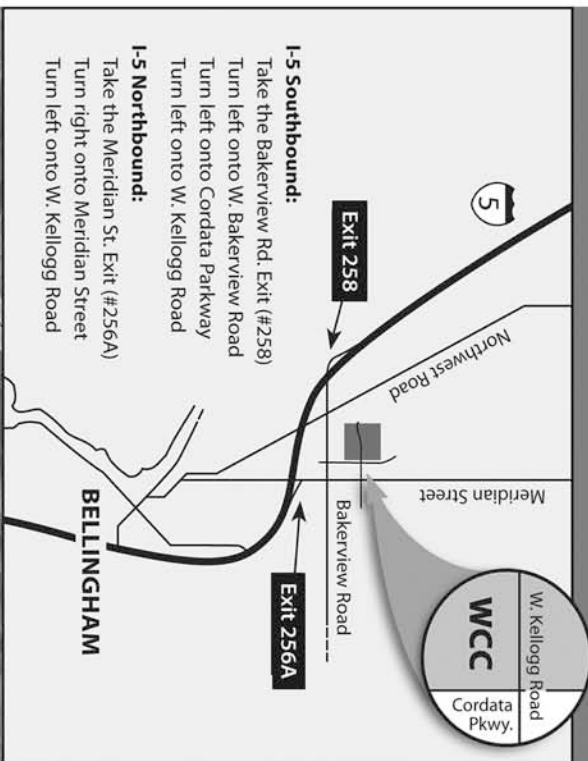 I-5 Southbound:
Take the Bakerview Rd. Exit (#258)
Turn left onto W. Bakerview Road
Turn left onto Cordata Parkway
Turn left onto W. Kellogg Road
I-5 Northbound:
Take the Meridian St. Exit (#256A)
Turn right onto Meridian Street
Turn left onto W. Kellogg Road
5
Exit 258
Northwest Road
Meridian Street
Bakerview Road
Exit 256A
BELLINGHAM
W. Kellogg Road
WCC
Cordata
Pkwy.